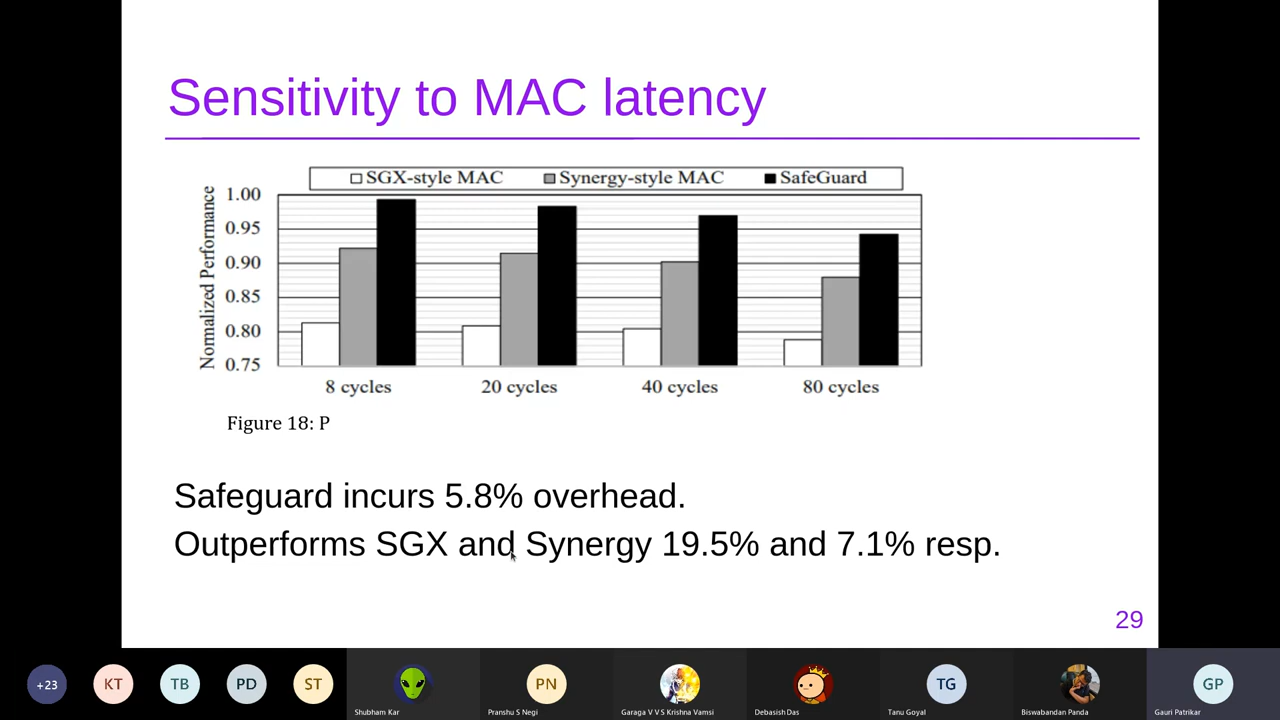 Sensitivity to MAC latency
SGX-style MAC Synergy-style MAC SafeGuard
Normalized Performance
1.00
0.95
0.90
0.85
0.80
0.75
8 cycles 20 cycles 40 cycles 80 cycles
Figure 18: P
Safeguard incurs 5.8% overhead.
Outperforms SGX and Synergy 19.5% and 7.1% resp.
29
+23 KT TB PD ST PN TG GP
Shubham Kar Pranshu S Negi Garaga V V S Krishna Vamsi Debasish Das Tanu Goyal Biswabandan Panda Gauri Patrikar